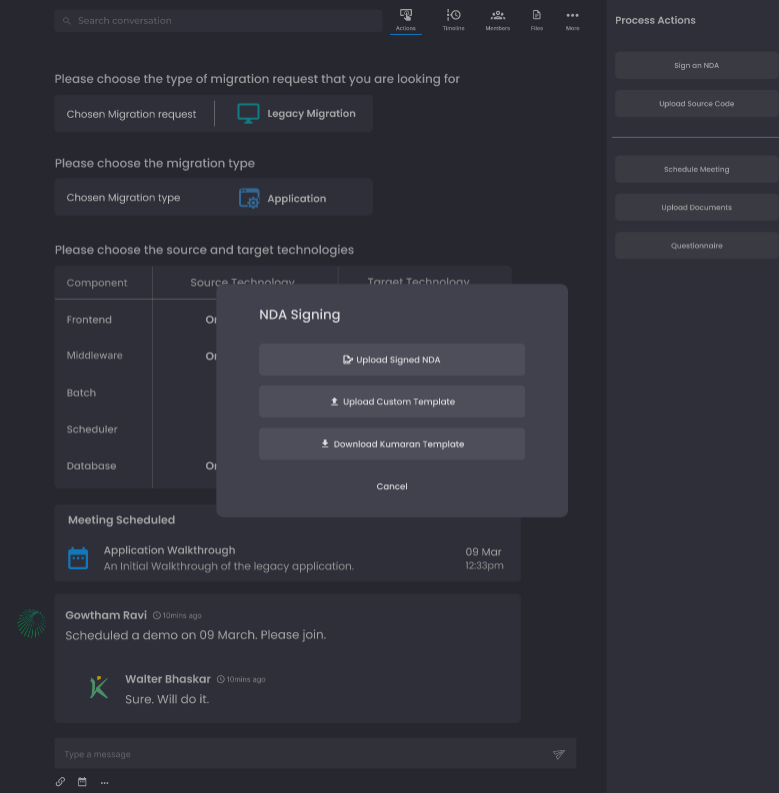 Search conversation
Actions
Timeline
Members
Files
More
Process Actions
Sign an NDA
Upload Source Code
Schedule Meeting
Upload Documents
Questionnaire
Please choose the type of migration request that you are looking for
Chosen Migration request
Legacy Migration
Please choose the migration type
Chosen Migration type
Application
Please choose the source and target technologies
Component Source Technology Target Technology
Frontend
Middleware
Batch
Scheduler
Database
NDA Signing
Upload Signed NDA
Upload Custom Template
Download Kumaran Template
Cancel
Meeting Scheduled
Application Walkthrough 09 Mar
An Initial Walkthrough of the legacy application. 12:33pm
Gowtham Ravi 10mins ago
Scheduled a demo on 09 March. Please join.
Walter Bhaskar 10mins ago
Sure. Will do it.
Type a message